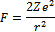 F = 2Ze²/r²